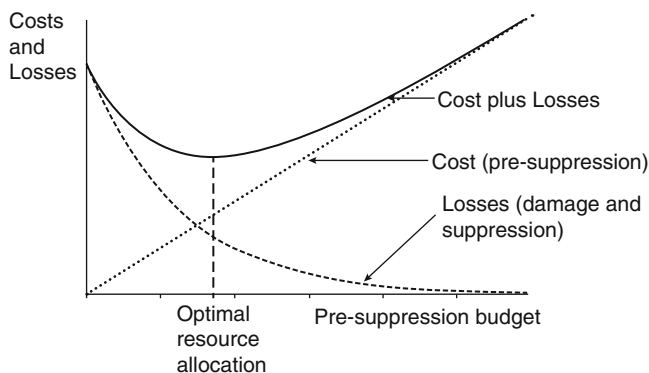 Costs
and
Losses
Cost plus Losses
Cost (pre-suppression)
Losses (damage and
suppression)
Optimal
resource
allocation
Pre-suppression budget